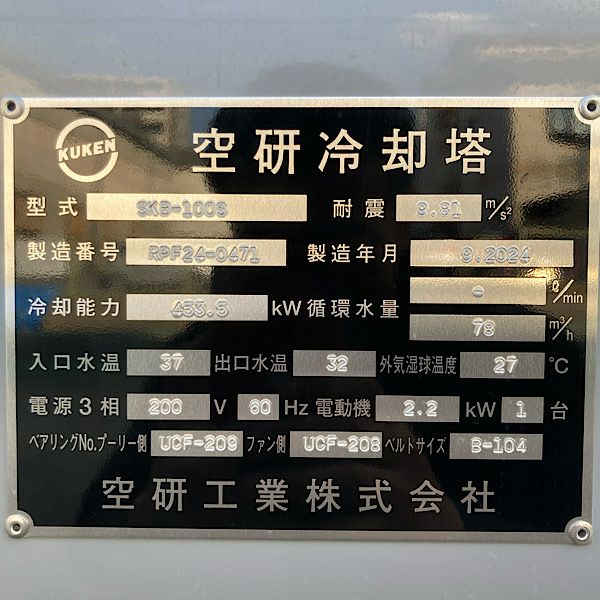 KUKEN
空研冷却塔
型式 SKB-100S 耐震 9.81 m/s²
製造番号 RPF24-0471 製造年月 9.2024
冷却能力 453.5 kW 循環水量 - ℓ/min
78 m³/h
入口水温 37 出口水温 32 外気湿球温度 27 °C
電源3相 200 V 60 Hz 電動機 2.2 kW 1 台
ベアリングNo.プーリー側 UCF-209 ファン側 UCF-208 ベルトサイズ B-104
空研工業株式会社